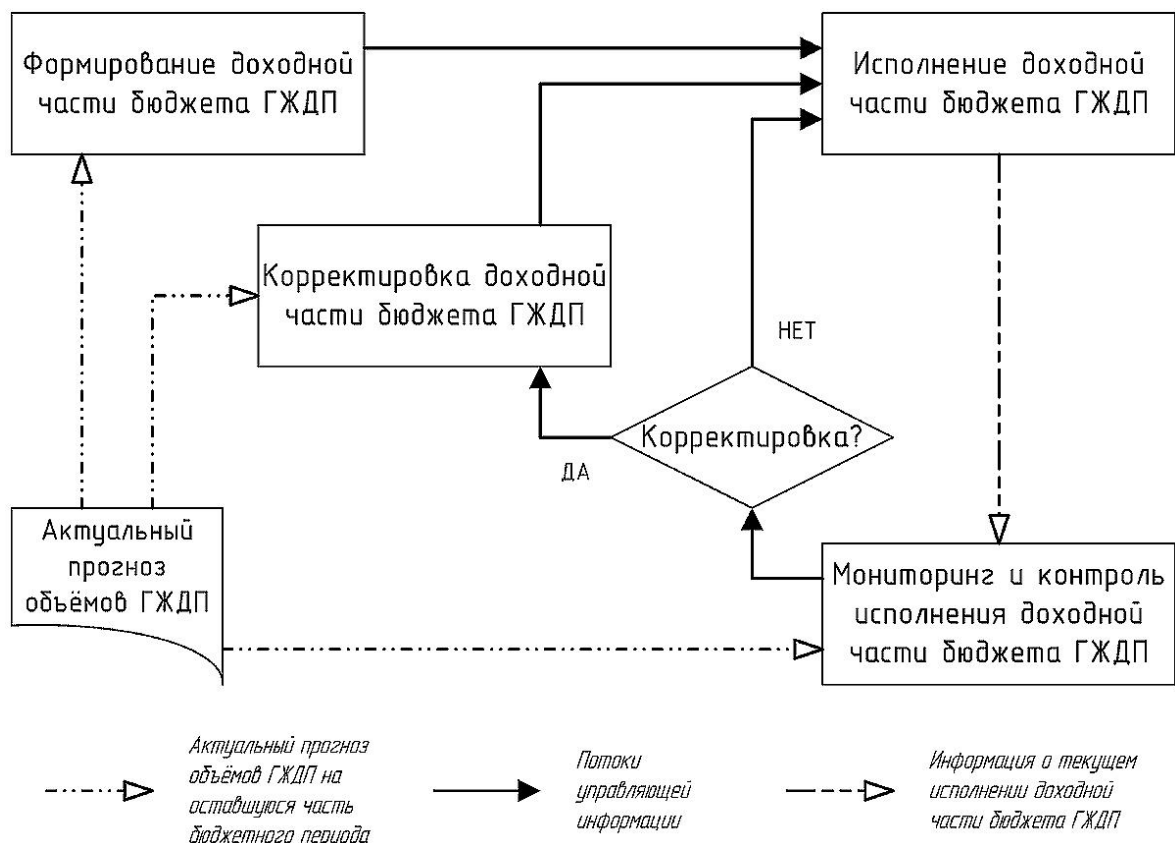 Формирование доходной
части бюджета ГЖДП
Исполнение доходной
части бюджета ГЖДП
Корректировка доходной
части бюджета ГЖДП
НЕТ
Корректировка?
ДА
Актуальный
прогноз
объёмов ГЖДП
Мониторинг и контроль
исполнения доходной
части бюджета ГЖДП
Актуальный прогноз
объёмов ГЖДП на
оставшуюся часть
бюджетного периода
Потоки
управляющей
информации
Информация о текущем
исполнении доходной
части бюджета ГЖДП